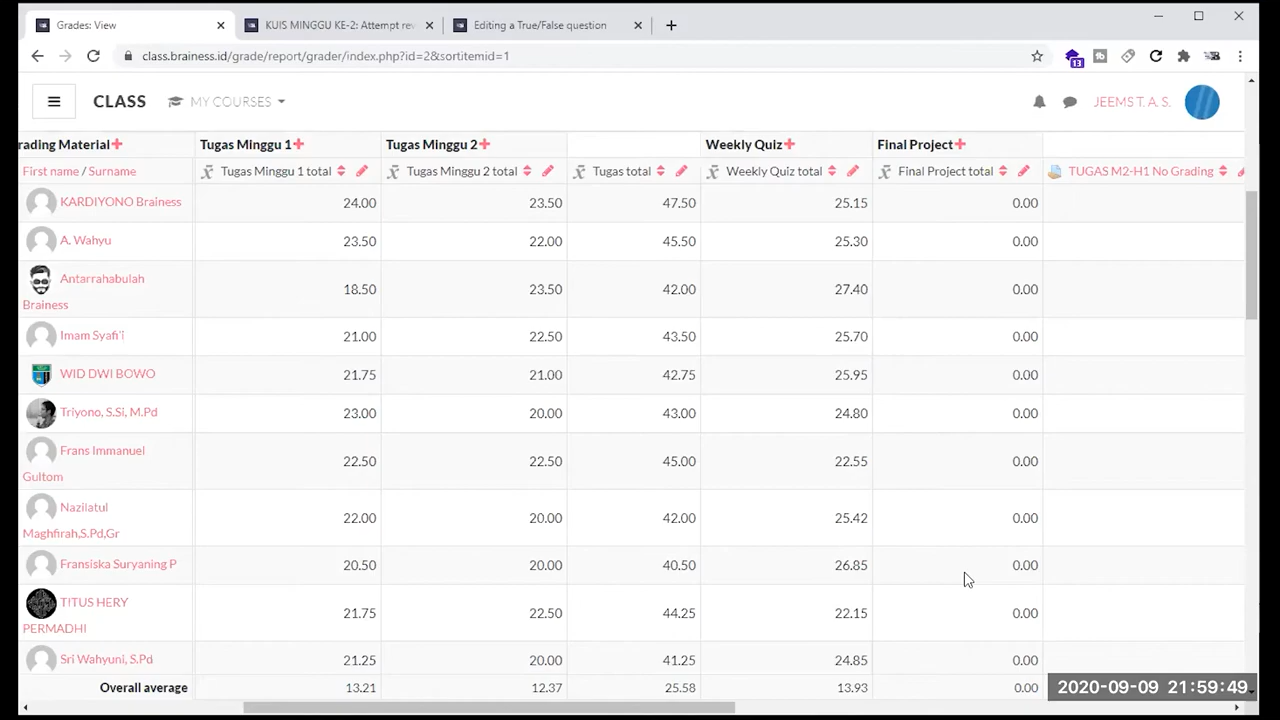 Grades: View
KUIS MINGGU KE-2: Attempt rev
Editing a True/False question
class.brainess.id/grade/report/grader/index.php?id=2&sortitemid=1
13
CLASS MY COURSES JEEMS T. A. S.
rading Material Tugas Minggu 1 Tugas Minggu 2 Weekly Quiz Final Project
First name / Surname Tugas Minggu 1 total Tugas Minggu 2 total Tugas total Weekly Quiz total Final Project total TUGAS M2-H1 No Grading
KARDIYONO Brainess 24.00 23.50 47.50 25.15 0.00
A. Wahyu 23.50 22.00 45.50 25.30 0.00
Antarrahabulah
Brainess 18.50 23.50 42.00 27.40 0.00
Imam Syafi'i 21.00 22.50 43.50 25.70 0.00
WID DWI BOWO 21.75 21.00 42.75 25.95 0.00
Triyono, S.Si, M.Pd 23.00 20.00 43.00 24.80 0.00
Frans Immanuel
Gultom 22.50 22.50 45.00 22.55 0.00
Nazilatul
Maghfirah,S.Pd,Gr 22.00 20.00 42.00 25.42 0.00
Fransiska Suryaning P 20.50 20.00 40.50 26.85 0.00
T!TUS HERY
PERMADHI 21.75 22.50 44.25 22.15 0.00
Sri Wahyuni, S.Pd 21.25 20.00 41.25 24.85 0.00
Overall average 13.21 12.37 25.58 13.93 0.00
2020-09-09 21:59:49